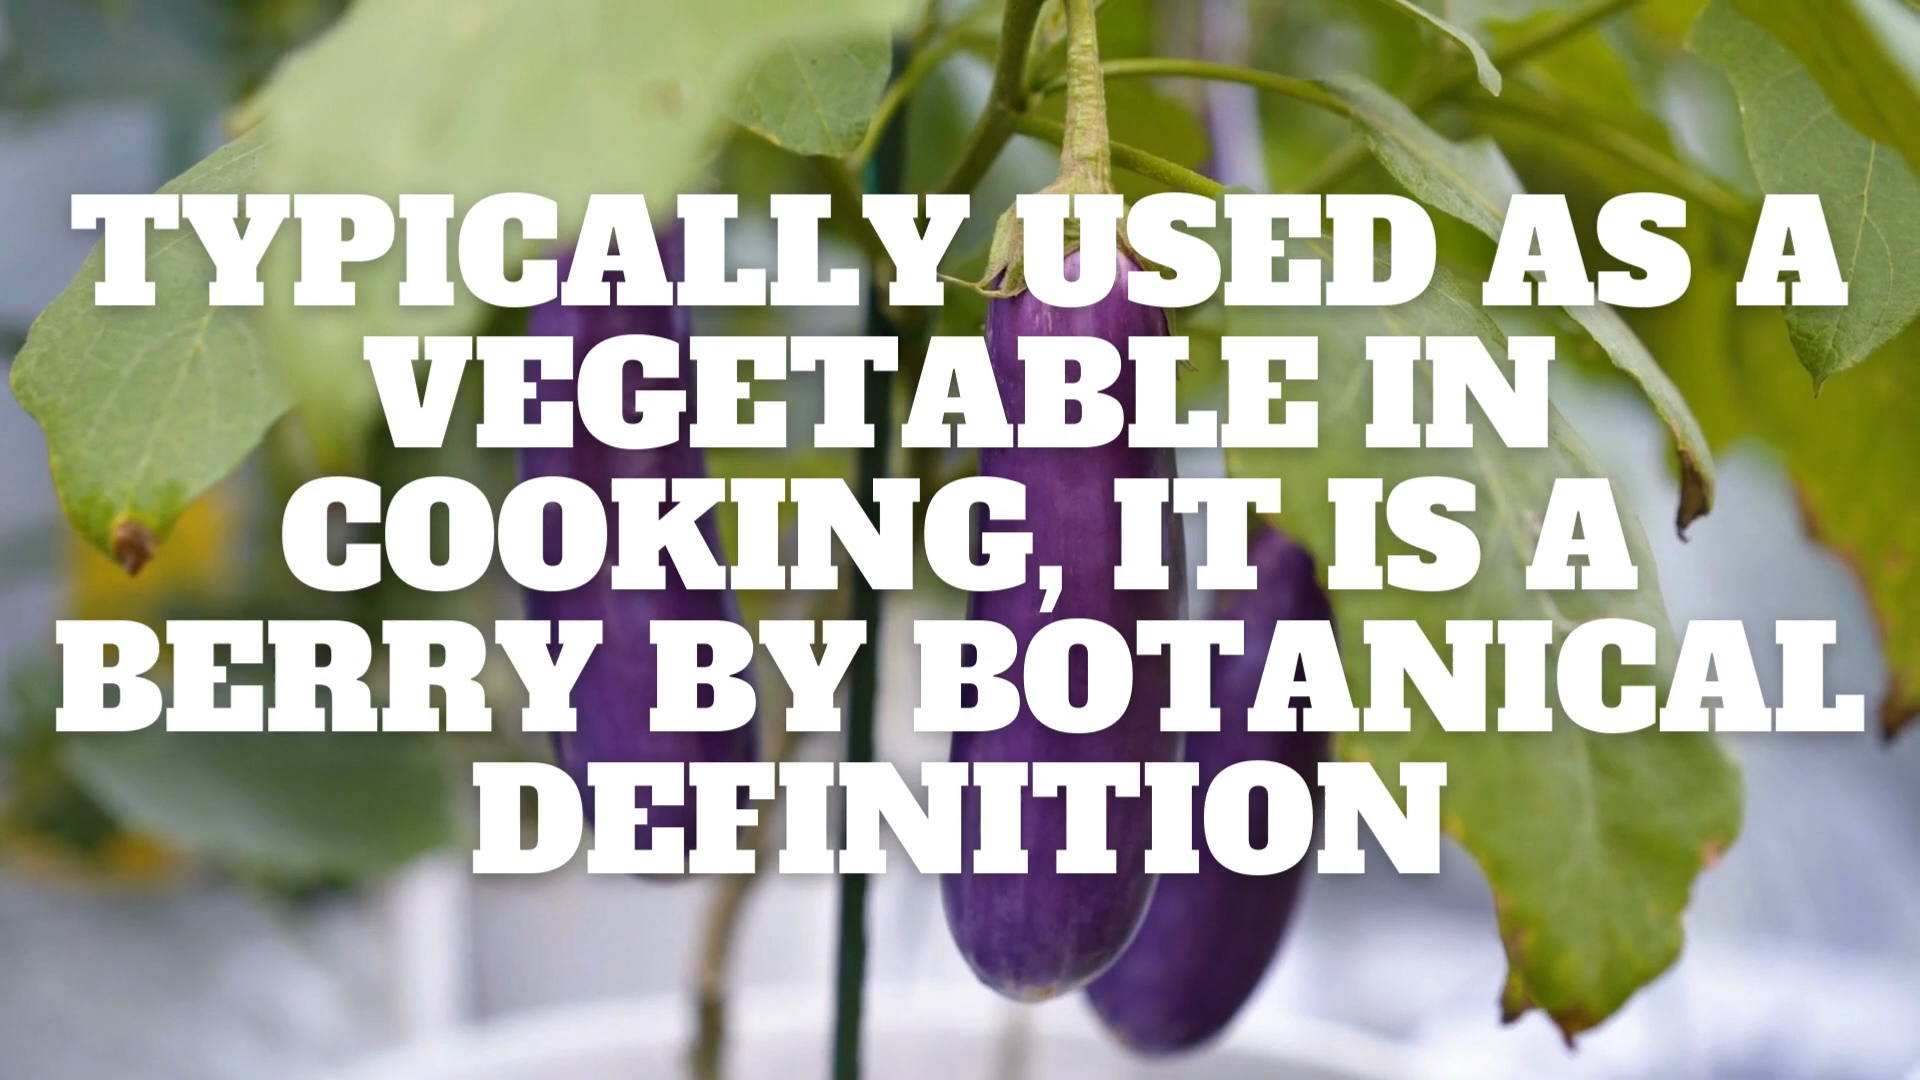 TYPICALLY USED AS A
VEGETABLE IN
COOKING, IT IS A
BERRY BY BOTANICAL
DEFINITION